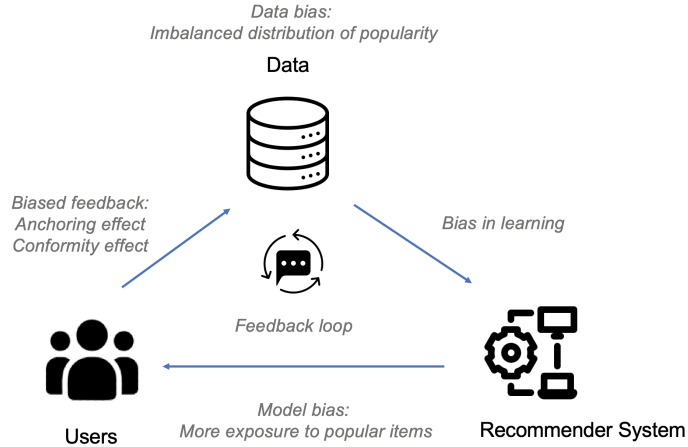 Data bias:
Imbalanced distribution of popularity
Data
Biased feedback:
Anchoring effect
Conformity effect
Bias in learning
Feedback loop
Users
Model bias:
More exposure to popular items
Recommender System